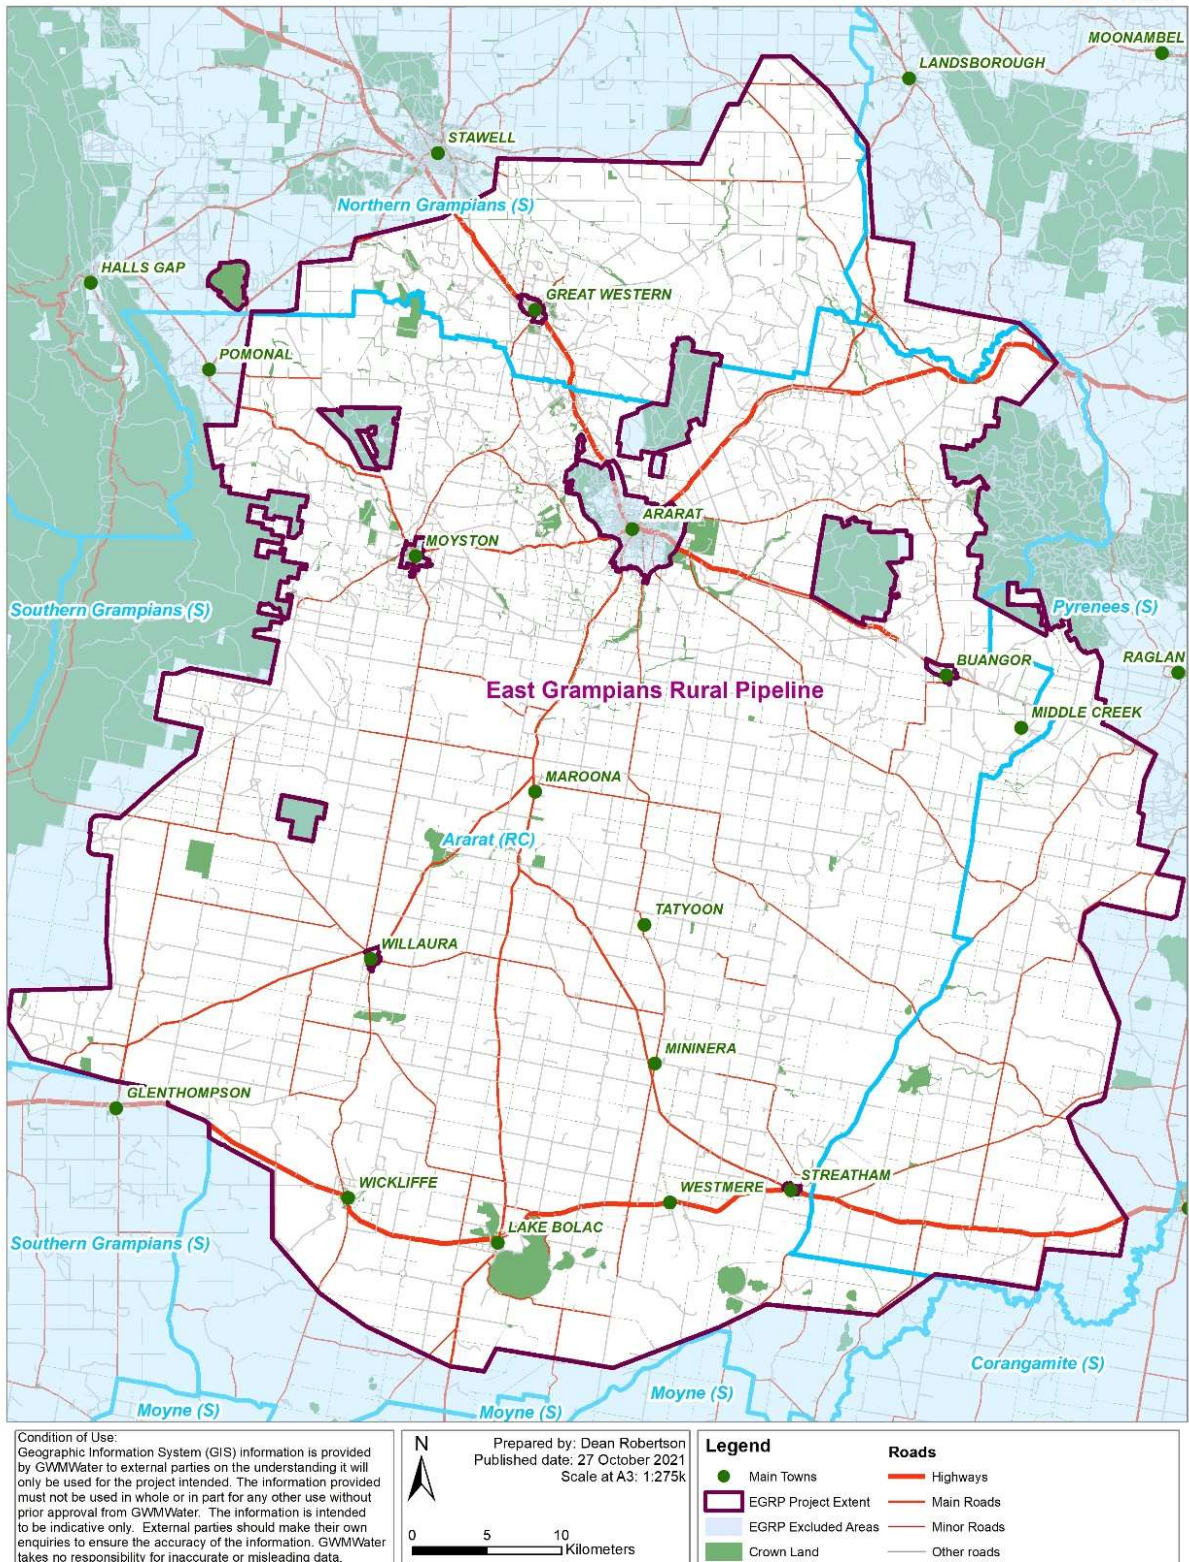 MOONAMBEL
LANDSBOROUGH
STAWELL
Northern Grampians (S)
HALLS GAP
GREAT WESTERN
POMONAL
ARARAT
MOYSTON
Southern Grampians (S)
Pyrenees (S)
BUANGOR
RAGLAN
East Grampians Rural Pipeline
MIDDLE CREEK
MAROONA
Ararat (RC)
TATYOON
WILLAURA
MININERA
GLENTHOMPSON
STREATHAM
WICKLIFFE
WESTMERE
LAKE BOLAC
Southern Grampians (S)
Corangamite (S)
Moyne (S)
Moyne (S)
Moyne (S)
Condition of Use:
Geographic Information System (GIS) information is provided
by GWMWater to external parties on the understanding it will
only be used for the project intended. The information provided
must not be used in whole or in part for any other use without
prior approval from GWMWater. The information is intended
to be indicative only. External parties should make their own
enquiries to ensure the accuracy of the information. GWMWater
takes no responsibility for inaccurate or misleading data.
N
Prepared by: Dean Robertson
Published date: 27 October 2021
Scale at A3: 1:275k
0 5 10
Kilometers
Legend
Main Towns
EGRP Project Extent
EGRP Excluded Areas
Crown Land
Roads
Highways
Main Roads
Minor Roads
Other roads